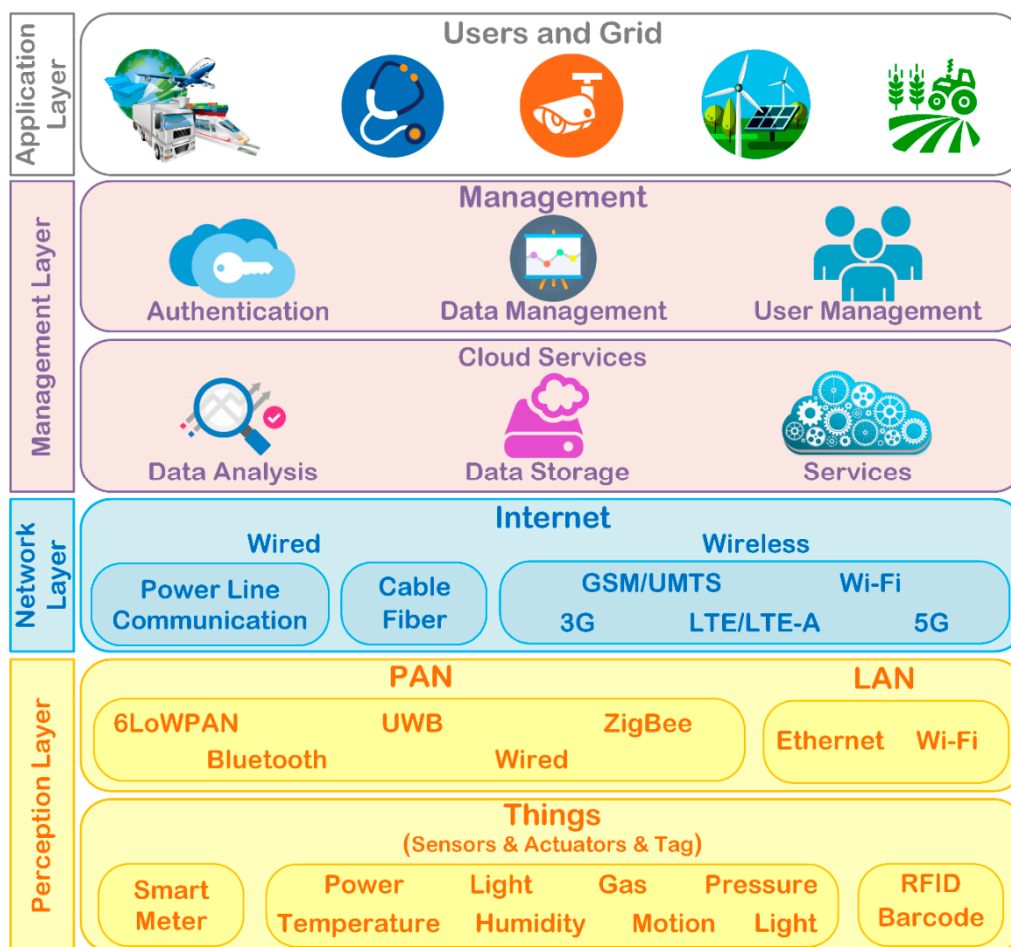 Application
Layer
Users and Grid
Management Layer
Management
Authentication
Data Management
User Management
Cloud Services
Data Analysis
Data Storage
Services
Network
Layer
Internet
Wired
Wireless
Power Line
Communication
Cable
Fiber
GSM/UMTS
Wi-Fi
3G
LTE/LTE-A
5G
Perception Layer
PAN
LAN
6LoWPAN
UWB
ZigBee
Bluetooth
Wired
Ethernet
Wi-Fi
Things
(Sensors & Actuators & Tag)
Smart
Meter
Power
Light
Gas
Pressure
Temperature
Humidity
Motion
Light
RFID
Barcode